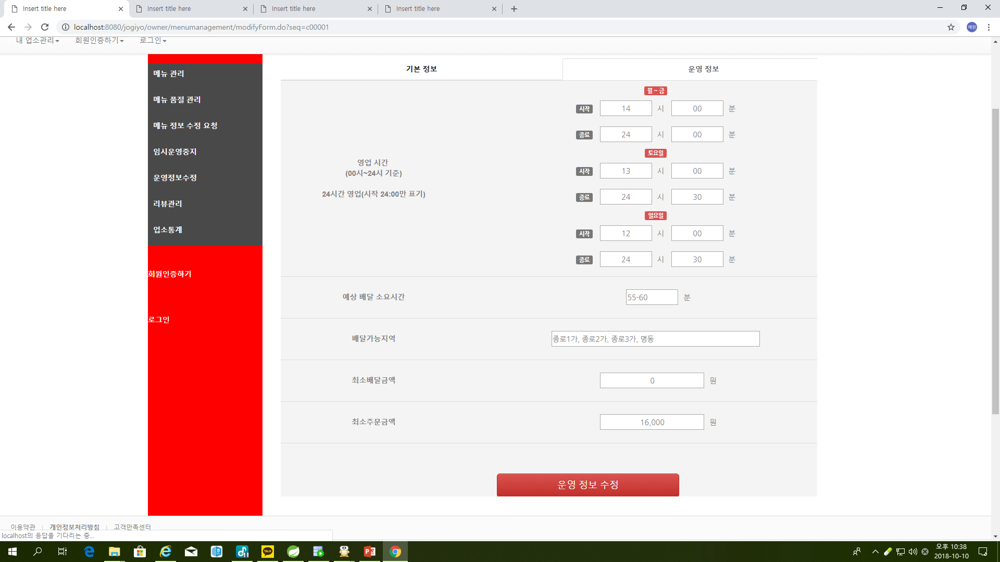 Insert title here
Insert title here
Insert title here
Insert title here
localhost:8080/jogiyo/owner/menumanagement/modifyForm.do?seq=c00001
혜원
내 업소관리 회원인증하기 로그인
메뉴 관리
메뉴 품절 관리
메뉴 정보 수정 요청
임시운영중지
운영정보수정
리뷰관리
업소통계
회원인증하기
로그인
기본 정보
운영 정보
영업 시간
(00시~24시 기준)
24시간 영업(시작 24:00만 표기)
월 ~ 금
시작 14 시 00 분
종료 24 시 00 분
토요일
시작 13 시 00 분
종료 24 시 30 분
일요일
시작 12 시 00 분
종료 24 시 30 분
예상 배달 소요시간 55-60 분
배달가능지역 종로1가, 종로2가, 종로3가, 명동
최소배달금액 0 원
최소주문금액 16,000 원
운영 정보 수정
이용약관 | 개인정보처리방침 | 고객만족센터
localhost의 응답을 기다리는 중...
TALK
오후 10:38
2018-10-10